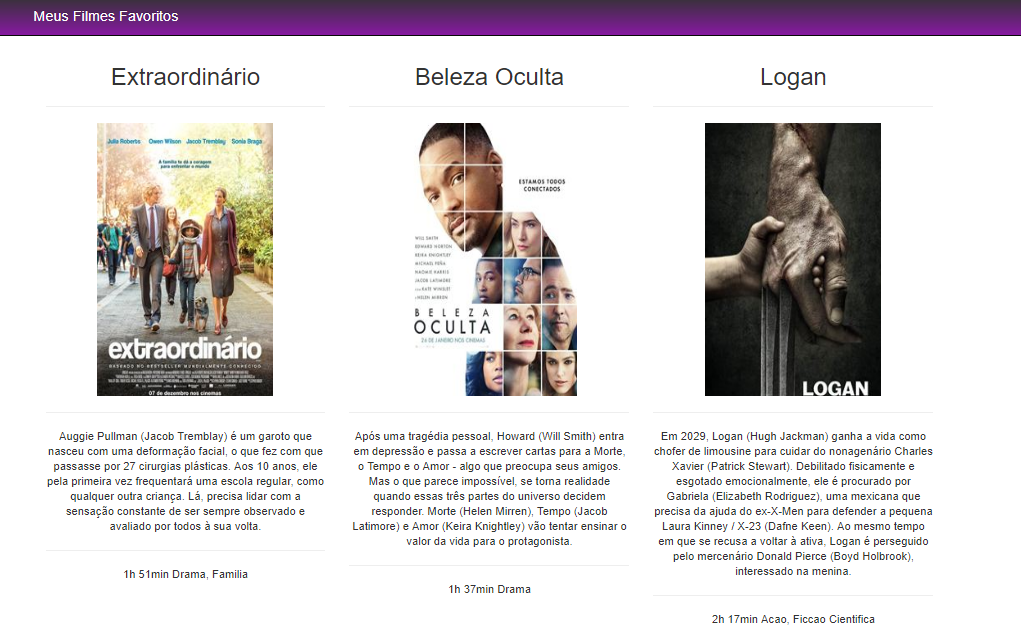 Meus Filmes Favoritos
Extraordinário
Julia Roberts Owen Wilson Jacob Tremblay Sonia Braga
A família te dá a coragem
para enfrentar o mundo
extraordinário
BASEADO NO BESTSELLER MUNDIALMENTE CONHECIDO
07 de dezembro nos cinemas
Auggie Pullman (Jacob Tremblay) é um garoto que
nasceu com uma deformação facial, o que fez com que
passasse por 27 cirurgias plásticas. Aos 10 anos, ele
pela primeira vez frequentará uma escola regular, como
qualquer outra criança. Lá, precisa lidar com a
sensação constante de ser sempre observado e
avaliado por todos à sua volta.
1h 51min Drama, Familia
Beleza Oculta
ESTAMOS TODOS
CONECTADOS
WILL SMITH
EDWARD NORTON
KEIRA KNIGHTLEY
MICHAEL PEÑA
NAOMIE HARRIS
JACOB LATIMORE
COM KATE WINSLET
E HELEN MIRREN
BELEZA
OCULTA
24 DE JANEIRO NOS CINEMAS
Após uma tragédia pessoal, Howard (Will Smith) entra
em depressão e passa a escrever cartas para a Morte,
o Tempo e o Amor - algo que preocupa seus amigos.
Mas o que parece impossível, se torna realidade
quando essas três partes do universo decidem
responder. Morte (Helen Mirren), Tempo (Jacob
Latimore) e Amor (Keira Knightley) vão tentar ensinar o
valor da vida para o protagonista.
1h 37min Drama
Logan
LOGAN
Em 2029, Logan (Hugh Jackman) ganha a vida como
chofer de limousine para cuidar do nonagenário Charles
Xavier (Patrick Stewart). Debilitado fisicamente e
esgotado emocionalmente, ele é procurado por
Gabriela (Elizabeth Rodriguez), uma mexicana que
precisa da ajuda do ex-X-Men para defender a pequena
Laura Kinney / X-23 (Dafne Keen). Ao mesmo tempo
em que se recusa a voltar à ativa, Logan é perseguido
pelo mercenário Donald Pierce (Boyd Holbrook),
interessado na menina.
2h 17min Acao, Ficcao Cientifica